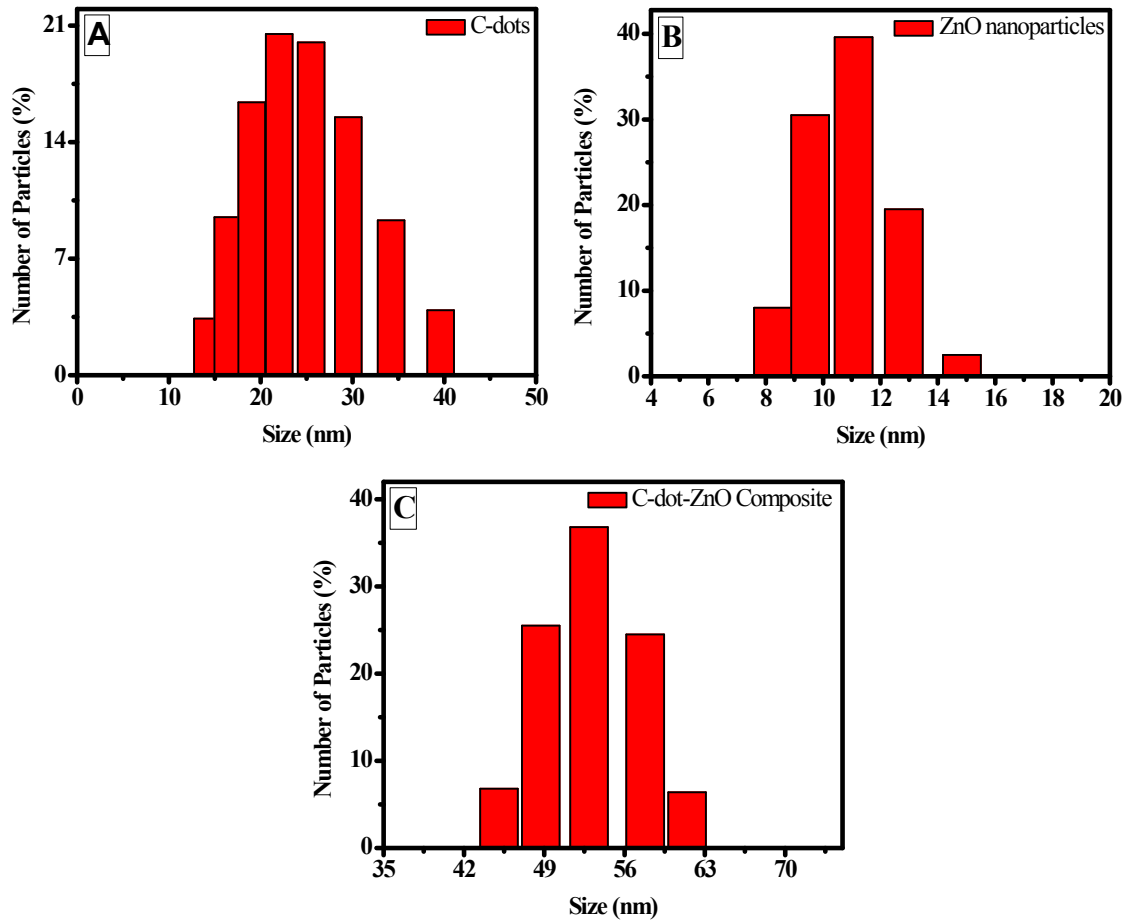 A
C-dots
Number of Particles (%)
21
14
7
0
0 10 20 30 40 50
Size (nm)
B
ZnO nanoparticles
Number of Particles (%)
40
30
20
10
0
4 6 8 10 12 14 16 18 20
Size (nm)
C
C-dot-ZnO Composite
Number of Particles (%)
40
30
20
10
0
35 42 49 56 63 70
Size (nm)